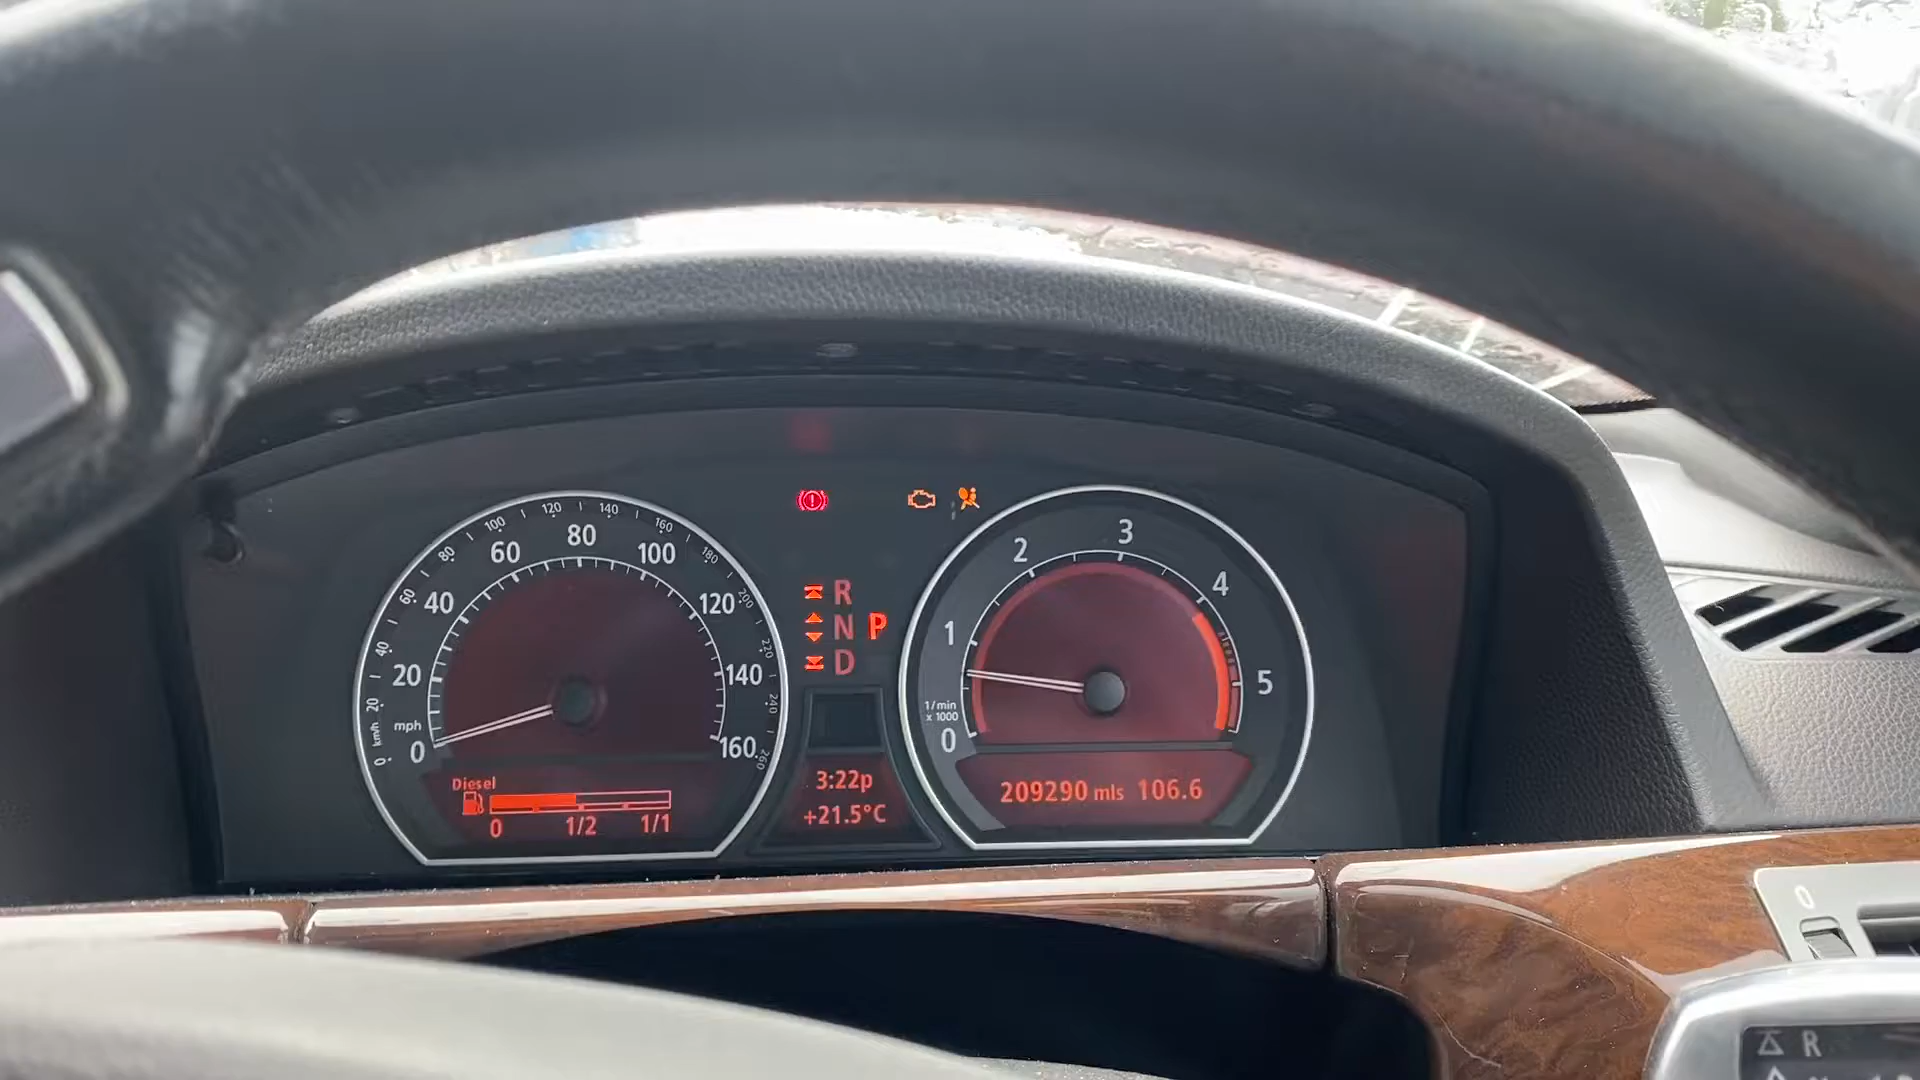 0 20 40 60 80 100 120 140 160
mph
km/h 0 20 40 60 80 100 120 140 160 180 200 220 240 260
Diesel
0 1/2 1/1
R
N P
D
3:22p
+21.5°C
0 1 2 3 4 5
1/min
x 1000
209290 mls 106.6
0
R